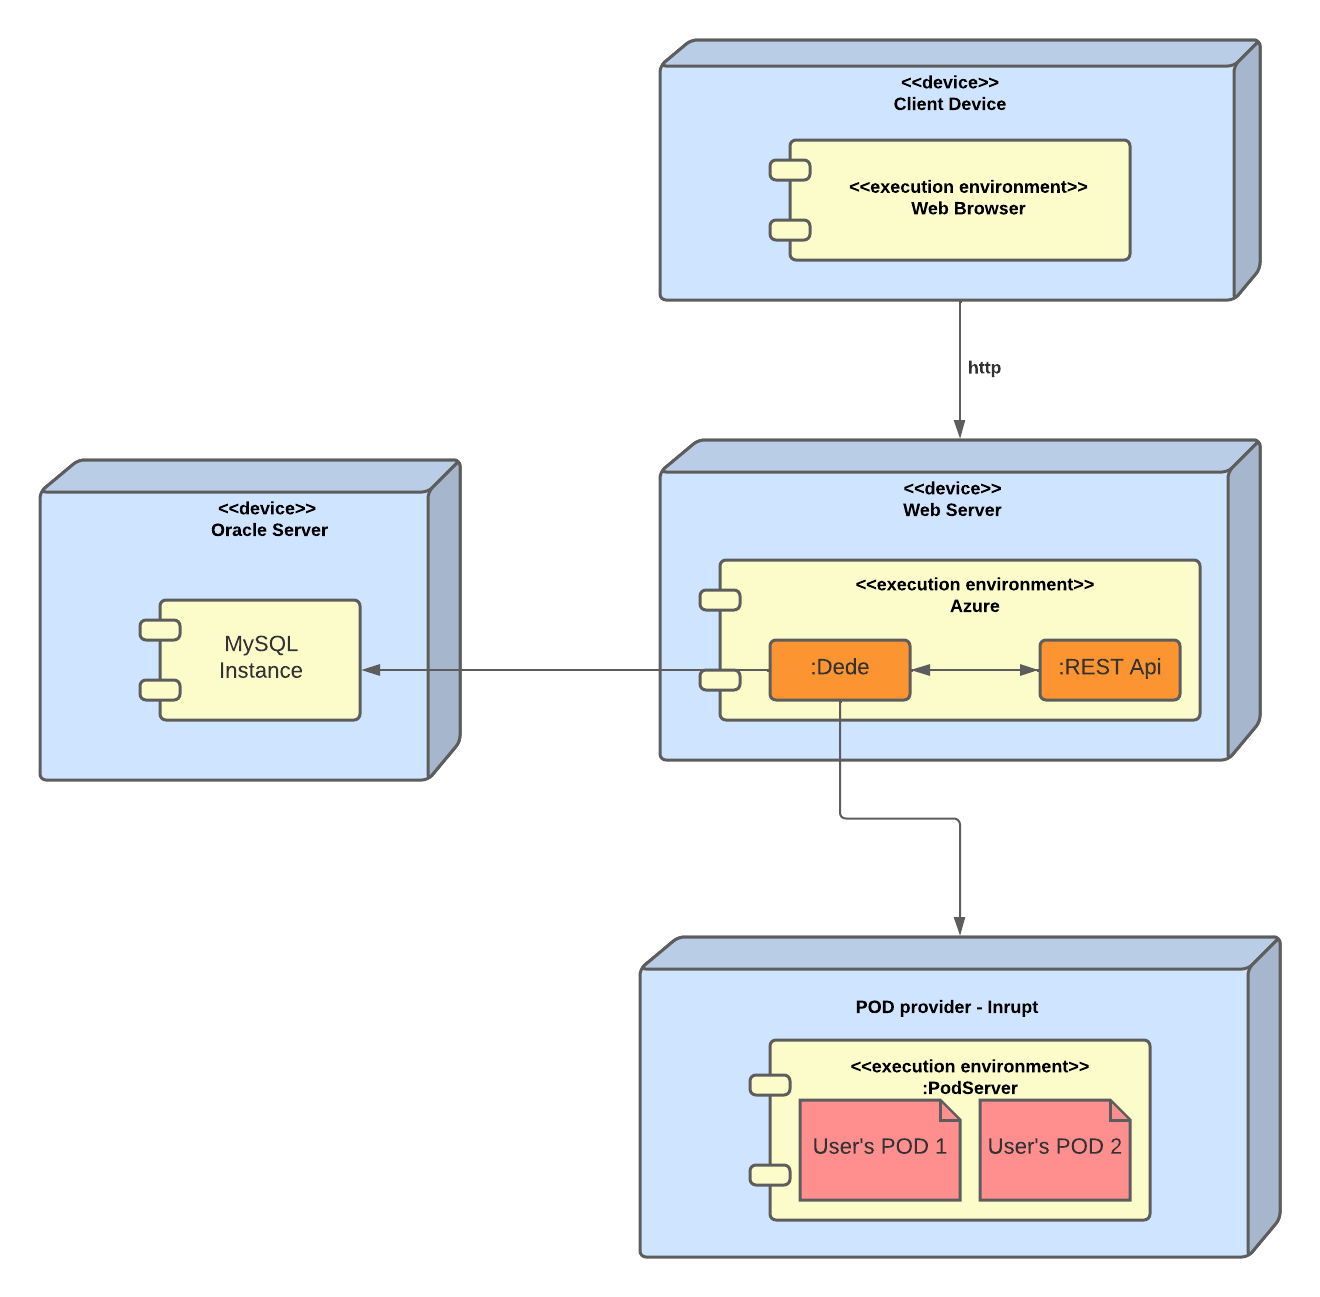 <<device>>
Client Device
<<execution environment>>
Web Browser
http
<<device>>
Oracle Server
MySQL
Instance
<<device>>
Web Server
<<execution environment>>
Azure
:Dede
:REST Api
POD provider - Inrupt
<<execution environment>>
:PodServer
User's POD 1
User's POD 2